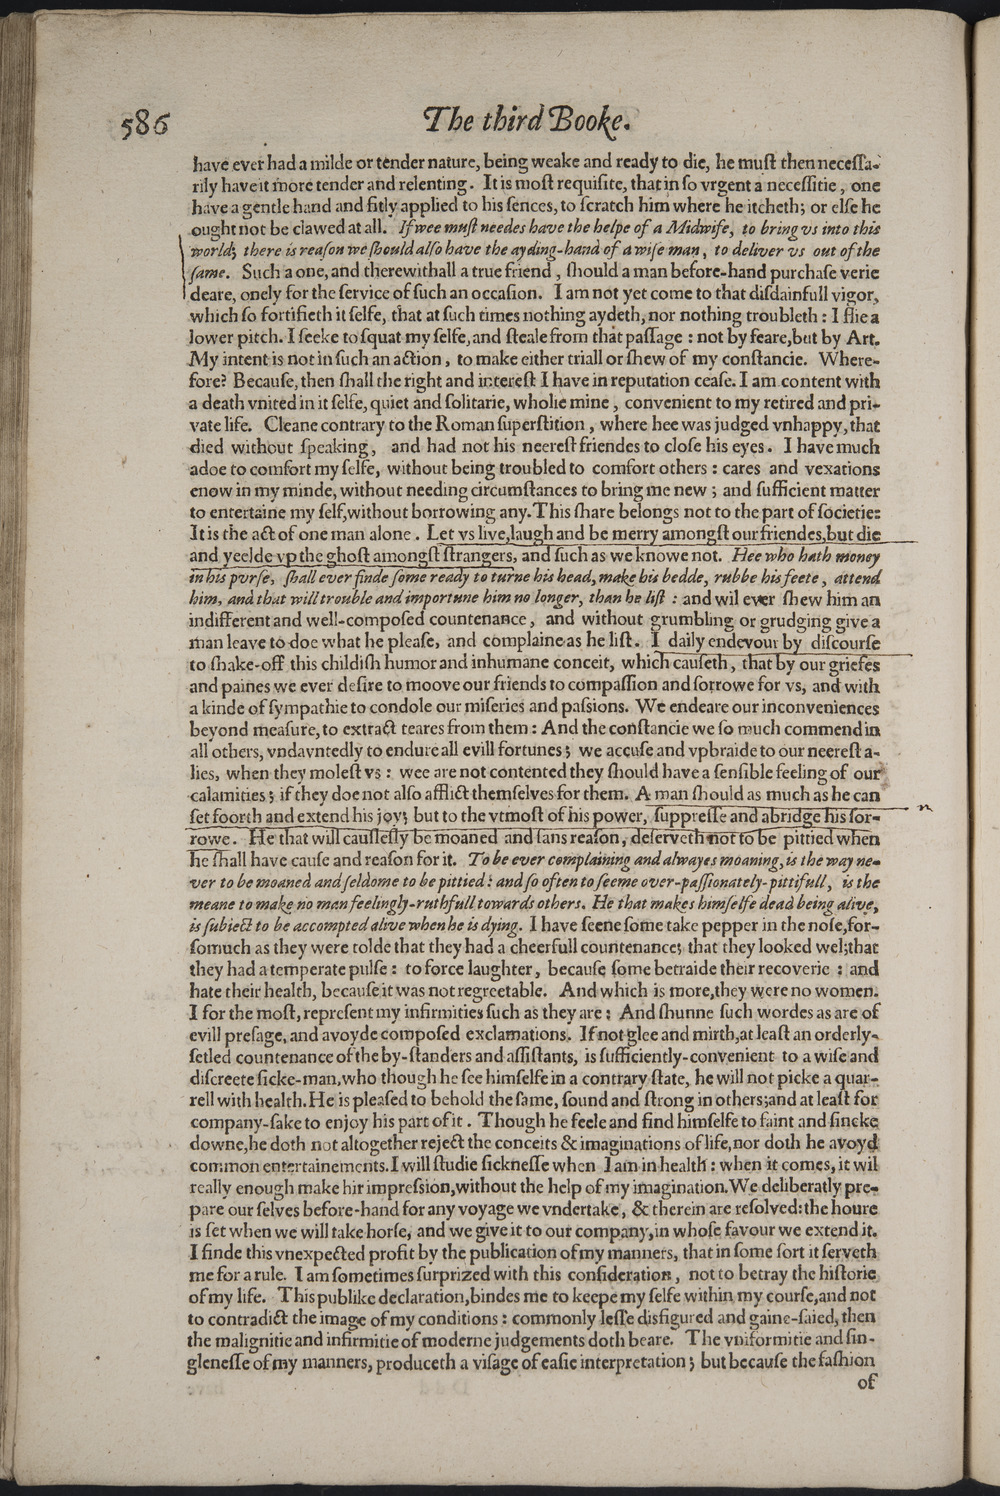 586
The third Booke.
have ever had a milde or tender nature, being weake and ready to die, he muſt then neceſſa-
rily have it more tender and relenting. It is moſt requiſite, that in ſo vrgent a neceſſitie, one
have a gentle hand and fitly applied to his ſences, to ſcratch him where he itcheth; or elſe he
ought not be clawed at all. If wee muſt needes have the helpe of a Midwife, to bring vs into this
world; there is reaſon we ſhould alſo have the ayding-hand of a wiſe man, to deliver vs out of the
ſame. Such a one, and therewithall a true friend, ſhould a man before-hand purchaſe verie
deare, onely for the ſervice of ſuch an occaſion. I am not yet come to that diſdainfull vigor,
which ſo fortifieth it ſelfe, that at ſuch times nothing aydeth, nor nothing troubleth: I flie a
lower pitch. I ſeeke to ſquat my ſelfe, and ſteale from that paſſage: not by feare, but by Art.
My intent is not in ſuch an action, to make either triall or ſhew of my conſtancie. Where-
fore? Becauſe, then ſhall the right and intereſt I have in reputation ceaſe. I am content with
a death vnited in it ſelfe, quiet and ſolitarie, wholie mine, convenient to my retired and pri-
vate life. Cleane contrary to the Roman ſuperſtition, where hee was judged vnhappy, that
died without ſpeaking, and had not his neereſt friendes to cloſe his eyes. I have much
adoe to comfort my ſelfe, without being troubled to comfort others: cares and vexations
enow in my minde, without needing circumſtances to bring me new; and ſufficient matter
to entertaine my ſelf, without borrowing any. This ſhare belongs not to the part of ſocietie:
It is the act of one man alone. Let vs live, laugh and be merry amongſt our friendes, but die
and yeelde vp the ghoſt amongſt ſtrangers, and ſuch as we knowe not. Hee who hath money
in his purſe, ſhall ever finde ſome ready to turne his head, make his bedde, rubbe his feete, attend
him, and that will trouble and importune him no longer, than he liſt: and wil ever ſhew him an
indifferent and well-compoſed countenance, and without grumbling or grudging give a
man leave to doe what he pleaſe, and complaine as he liſt. I daily endevour by diſcourſe
to ſhake-off this childiſh humor and inhumane conceit, which cauſeth, that by our griefes
and paines we ever deſire to moove our friends to compaſſion and ſorrowe for vs, and with
a kinde of ſympathie to condole our miſeries and paſsions. We endeare our inconveniences
beyond meaſure, to extract teares from them: And the conſtancie we ſo much commend in
all others, vndavntedly to endure all evill fortunes; we accuſe and vpbraide to our neereſt a-
lies, when they moleſt vs: wee are not contented they ſhould have a ſenſible feeling of our
calamities; if they doe not alſo afflict themſelves for them. A man ſhould as much as he can
ſet foorth and extend his joy; but to the vtmoſt of his power, ſuppreſſe and abridge his ſor-
rowe. He that will cauſleſly be moaned and ſans reaſon, deſerveth not to be pittied when
he ſhall have cauſe and reaſon for it. To be ever complaining and alwayes moaning, is the way ne-
ver to be moaned and ſeldome to be pittied: and ſo often to ſeeme over-paſſionately-pittifull, is the
meane to make no man feelingly-ruthfull towards others. He that makes himſelfe dead being alive,
is ſubiect to be accompted alive when he is dying. I have ſeene ſome take pepper in the noſe, for-
ſomuch as they were tolde that they had a cheerfull countenance; that they looked wel; that
they had a temperate pulſe: to force laughter, becauſe ſome betraide their recoverie: and
hate their health, becauſe it was not regreetable. And which is more, they were no women.
I for the moſt, repreſent my infirmities ſuch as they are: And ſhunne ſuch wordes as are of
evill preſage, and avoyde compoſed exclamations. If not glee and mirth, at leaſt an orderly-
ſetled countenance of the by-ſtanders and aſſiſtants, is ſufficiently-convenient to a wiſe and
diſcreete ſicke-man, who though he ſee himſelfe in a contrary ſtate, he will not picke a quar-
rell with health. He is pleaſed to behold the ſame, ſound and ſtrong in others; and at leaſt for
company-ſake to enjoy his part of it. Though he feele and find himſelfe to faint and ſincke
downe, he doth not altogether reject the conceits & imaginations of life, nor doth he avoyd
common entertainements. I will ſtudie ſickneſſe when I am in health: when it comes, it wil
really enough make hir impreſsion, without the help of my imagination. We deliberatly pre-
pare our ſelves before-hand for any voyage we vndertake, & therein are reſolved: the houre
is ſet when we will take horſe, and we give it to our company, in whoſe favour we extend it.
I finde this vnexpected profit by the publication of my manners, that in ſome ſort it ſerveth
me for a rule. I am ſometimes ſurprized with this conſideration, not to betray the hiſtorie
of my life. This publike declaration, bindes me to keepe my ſelfe within my courſe, and not
to contradict the image of my conditions: commonly leſſe diſfigured and gaine-ſaied, then
the malignitie and infirmitie of moderne judgements doth beare. The vniformitie and ſin-
gleneſſe of my manners, produceth a viſage of eaſie interpretation; but becauſe the faſhion
of